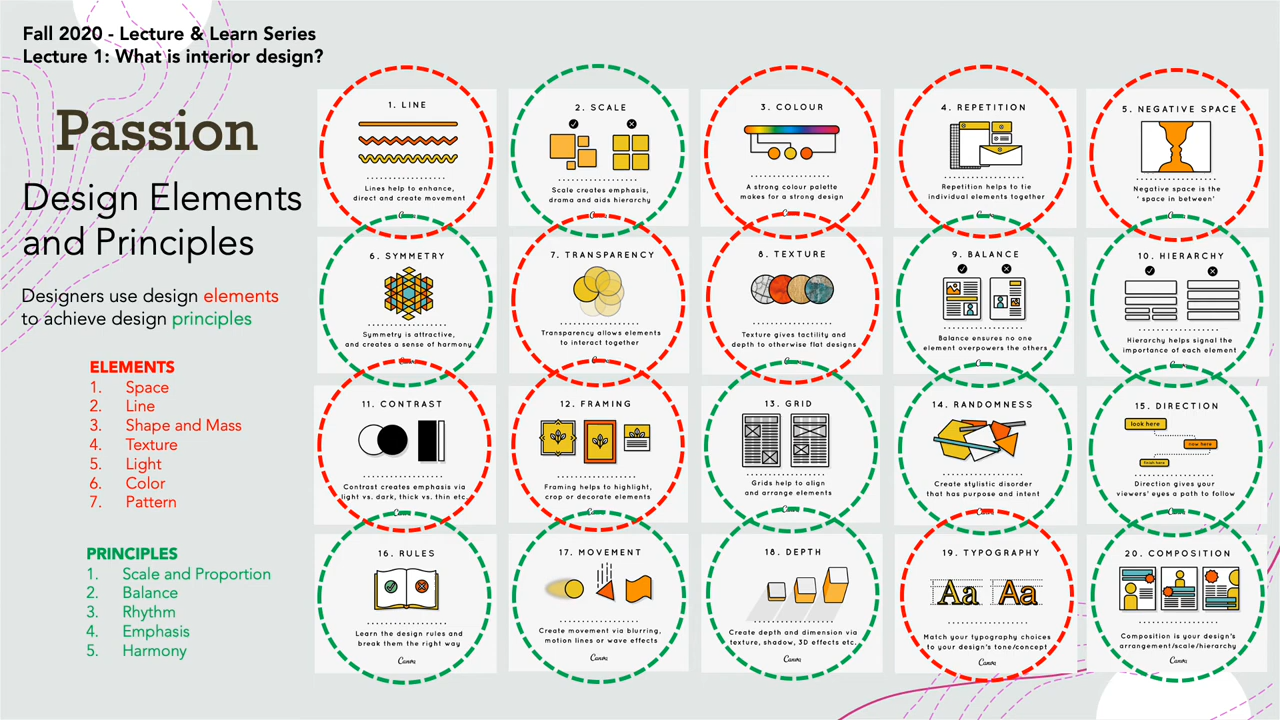 Fall 2020 - Lecture & Learn Series
Lecture 1: What is interior design?
Passion
Design Elements
and Principles
Designers use design elements
to achieve design principles
ELEMENTS
1. Space
2. Line
3. Shape and Mass
4. Texture
5. Light
6. Color
7. Pattern
PRINCIPLES
1. Scale and Proportion
2. Balance
3. Rhythm
4. Emphasis
5. Harmony
1. LINE
Lines help to enhance,
direct and create movement
2. SCALE
Scale creates emphasis,
drama and aids hierarchy
3. COLOUR
A strong colour palette
makes for a strong design
4. REPETITION
Repetition helps to tie
individual elements together
5. NEGATIVE SPACE
Negative space is the
'space in between'
6. SYMMETRY
Symmetry is attractive,
and creates a sense of harmony
7. TRANSPARENCY
Transparency allows elements
to interact together
8. TEXTURE
Texture gives tactility and
depth to otherwise flat designs
9. BALANCE
Balance ensures no one
element overpowers the others
10. HIERARCHY
Hierarchy helps signal the
importance of each element
11. CONTRAST
Contrast creates emphasis via
light vs. dark, thick vs. thin etc.
12. FRAMING
Framing helps to highlight,
crop or decorate elements
13. GRID
Grids help to align
and arrange elements
14. RANDOMNESS
Create stylistic disorder
that has purpose and intent
15. DIRECTION
look here
now here
finish here
Direction gives your
viewers' eyes a path to follow
16. RULES
Learn the design rules and
break them the right way
Canva
17. MOVEMENT
Create movement via blurring,
motion lines or wave effects
Canva
18. DEPTH
Create depth and dimension via
texture, shadow, 3D effects etc.
Canva
19. TYPOGRAPHY
Aa Aa
Match your typography choices
to your design's tone/concept
Canva
20. COMPOSITION
Composition is your design's
arrangement/scale/hierarchy
Canva